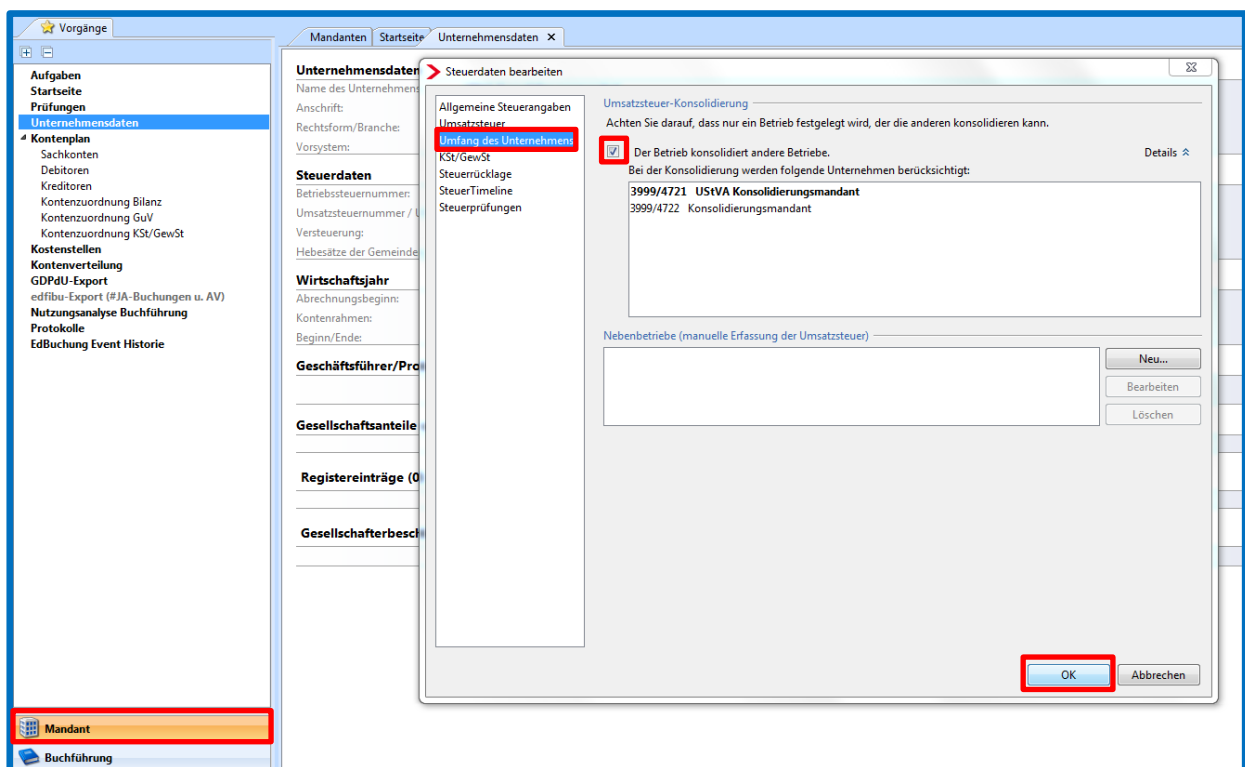 Vorgänge
Aufgaben
Startseite
Prüfungen
Unternehmensdaten
Kontenplan
Sachkonten
Debitoren
Kreditoren
Kontenzuordnung Bilanz
Kontenzuordnung GuV
Kontenzuordnung KSt/GewSt
Kostenstellen
Kontenverteilung
GDPdU-Export
edfibu-Export (#JA-Buchungen u. AV)
Nutzungsanalyse Buchführung
Protokolle
EdBuchung Event Historie
Mandant
Buchführung
Mandanten Startseite Unternehmensdaten
Unternehmensdaten
Name des Unternehmens
Anschrift:
Rechtsform/Branche:
Vorsystem:
Steuerdaten
Betriebssteuernummer:
Umsatzsteuernummer / U
Versteuerung:
Hebesätze der Gemeinde
Wirtschaftsjahr
Abrechnungsbeginn:
Kontenrahmen:
Beginn/Ende:
Geschäftsführer/Pro
Gesellschaftsanteile
Registereinträge (0
Gesellschafterbesch
Steuerdaten bearbeiten
Allgemeine Steuerangaben
Umsatzsteuer
Umfang des Unternehmens
KSt/GewSt
Steuerrücklage
SteuerTimeline
Steuerprüfungen
Umsatzsteuer-Konsolidierung
Achten Sie darauf, dass nur ein Betrieb festgelegt wird, der die anderen konsolidieren kann.
Der Betrieb konsolidiert andere Betriebe. Details
Bei der Konsolidierung werden folgende Unternehmen berücksichtigt:
3999/4721 UStVA Konsolidierungsmandant
3999/4722 Konsolidierungsmandant
Nebenbetriebe (manuelle Erfassung der Umsatzsteuer)
Neu...
Bearbeiten
Löschen
OK Abbrechen